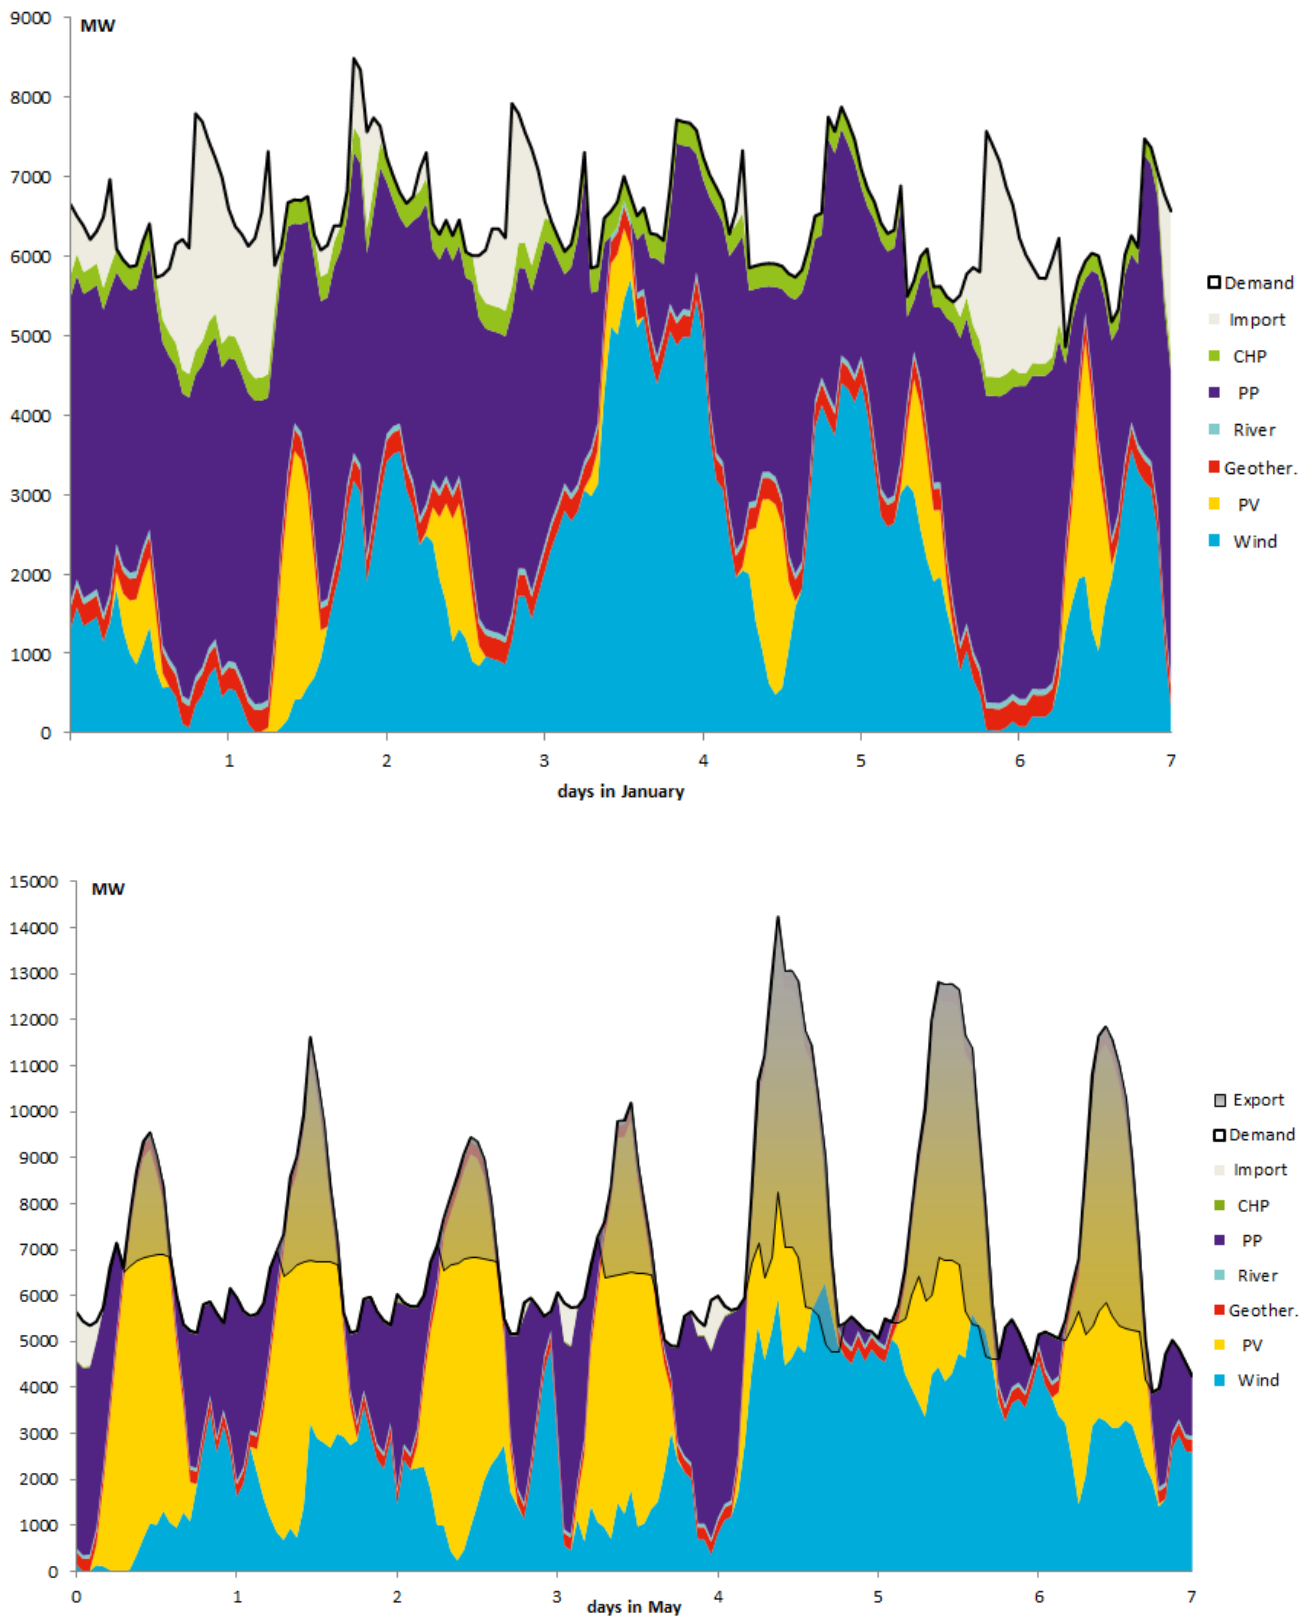 9000
MW
8000
7000
6000
5000
4000
3000
2000
1000
0
1 2 3 4 5 6 7
days in January
Demand
Import
CHP
PP
River
Geother.
PV
Wind
15000
MW
14000
13000
12000
11000
10000
9000
8000
7000
6000
5000
4000
3000
2000
1000
0
0 1 2 3 4 5 6 7
days in May
Export
Demand
Import
CHP
PP
River
Geother.
PV
Wind